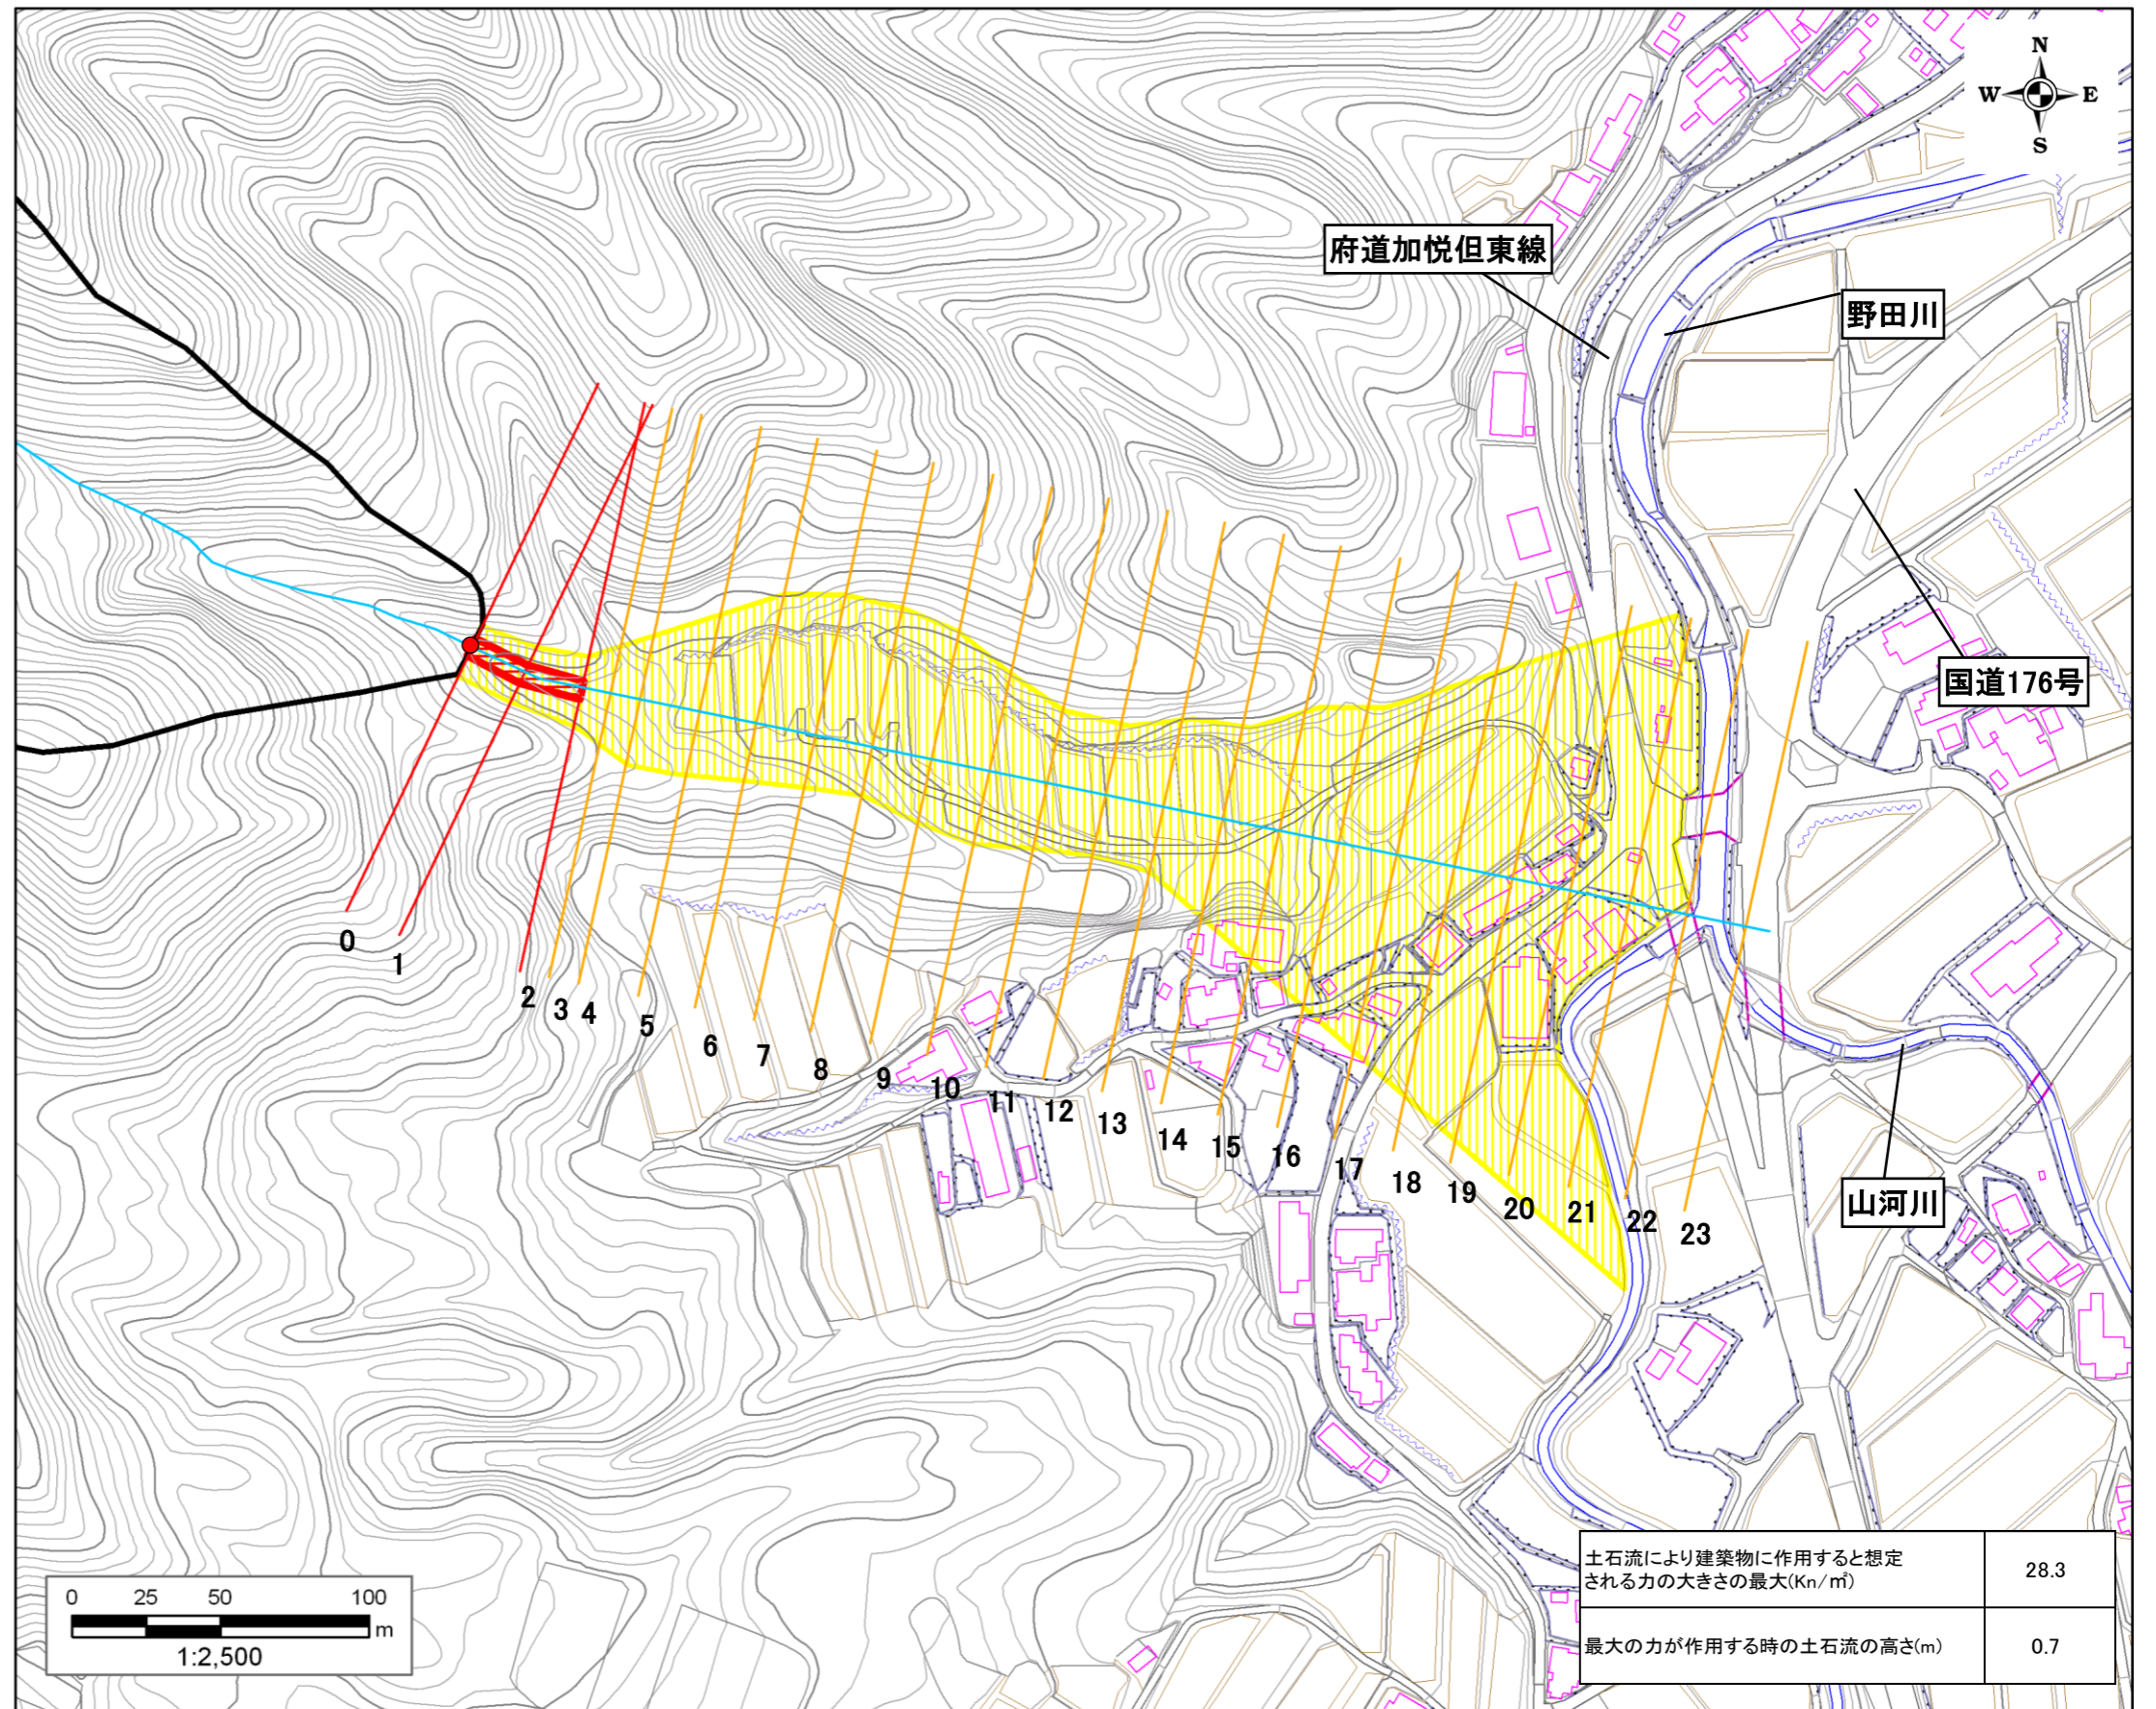 N
W E
S
府道加悦但東線
野田川
国道176号
0
1
2
3
4
5
6
7
8
9
10
11
12
13
14
15
16
17
18
19
20
21
22
23
山河川
土石流により建築物に作用すると想定
される力の大きさの最大(Kn/㎡)
28.3
最大の力が作用する時の土石流の高さ(m)
0.7
0 25 50 100
m
1:2,500